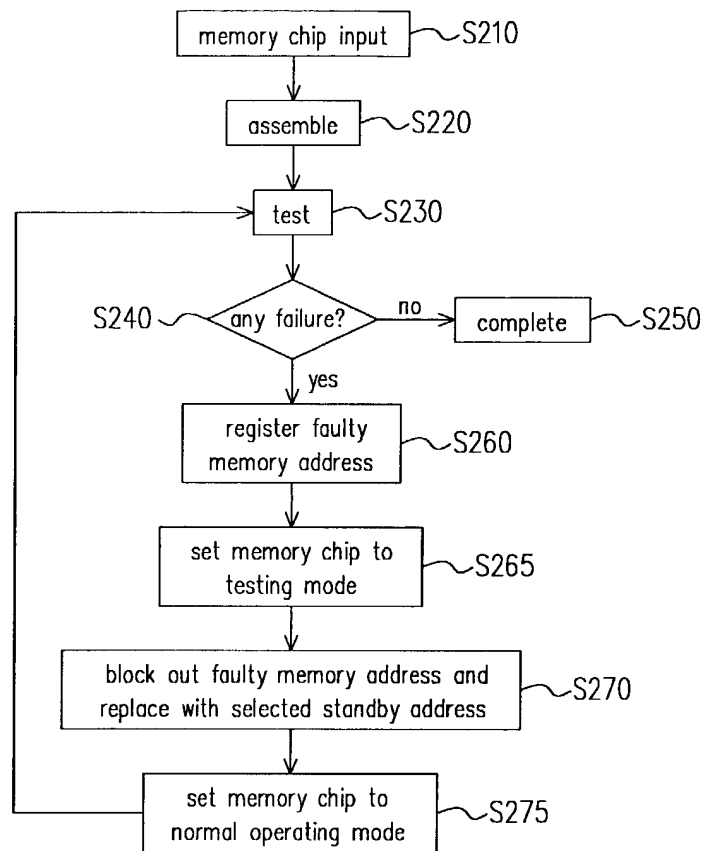 memory chip input
S210
assemble
S220
test
S230
S240
any failure?
no
complete
S250
yes
register faulty
memory address
S260
set memory chip to
testing mode
S265
block out faulty memory address and
replace with selected standby address
S270
set memory chip to
normal operating mode
S275